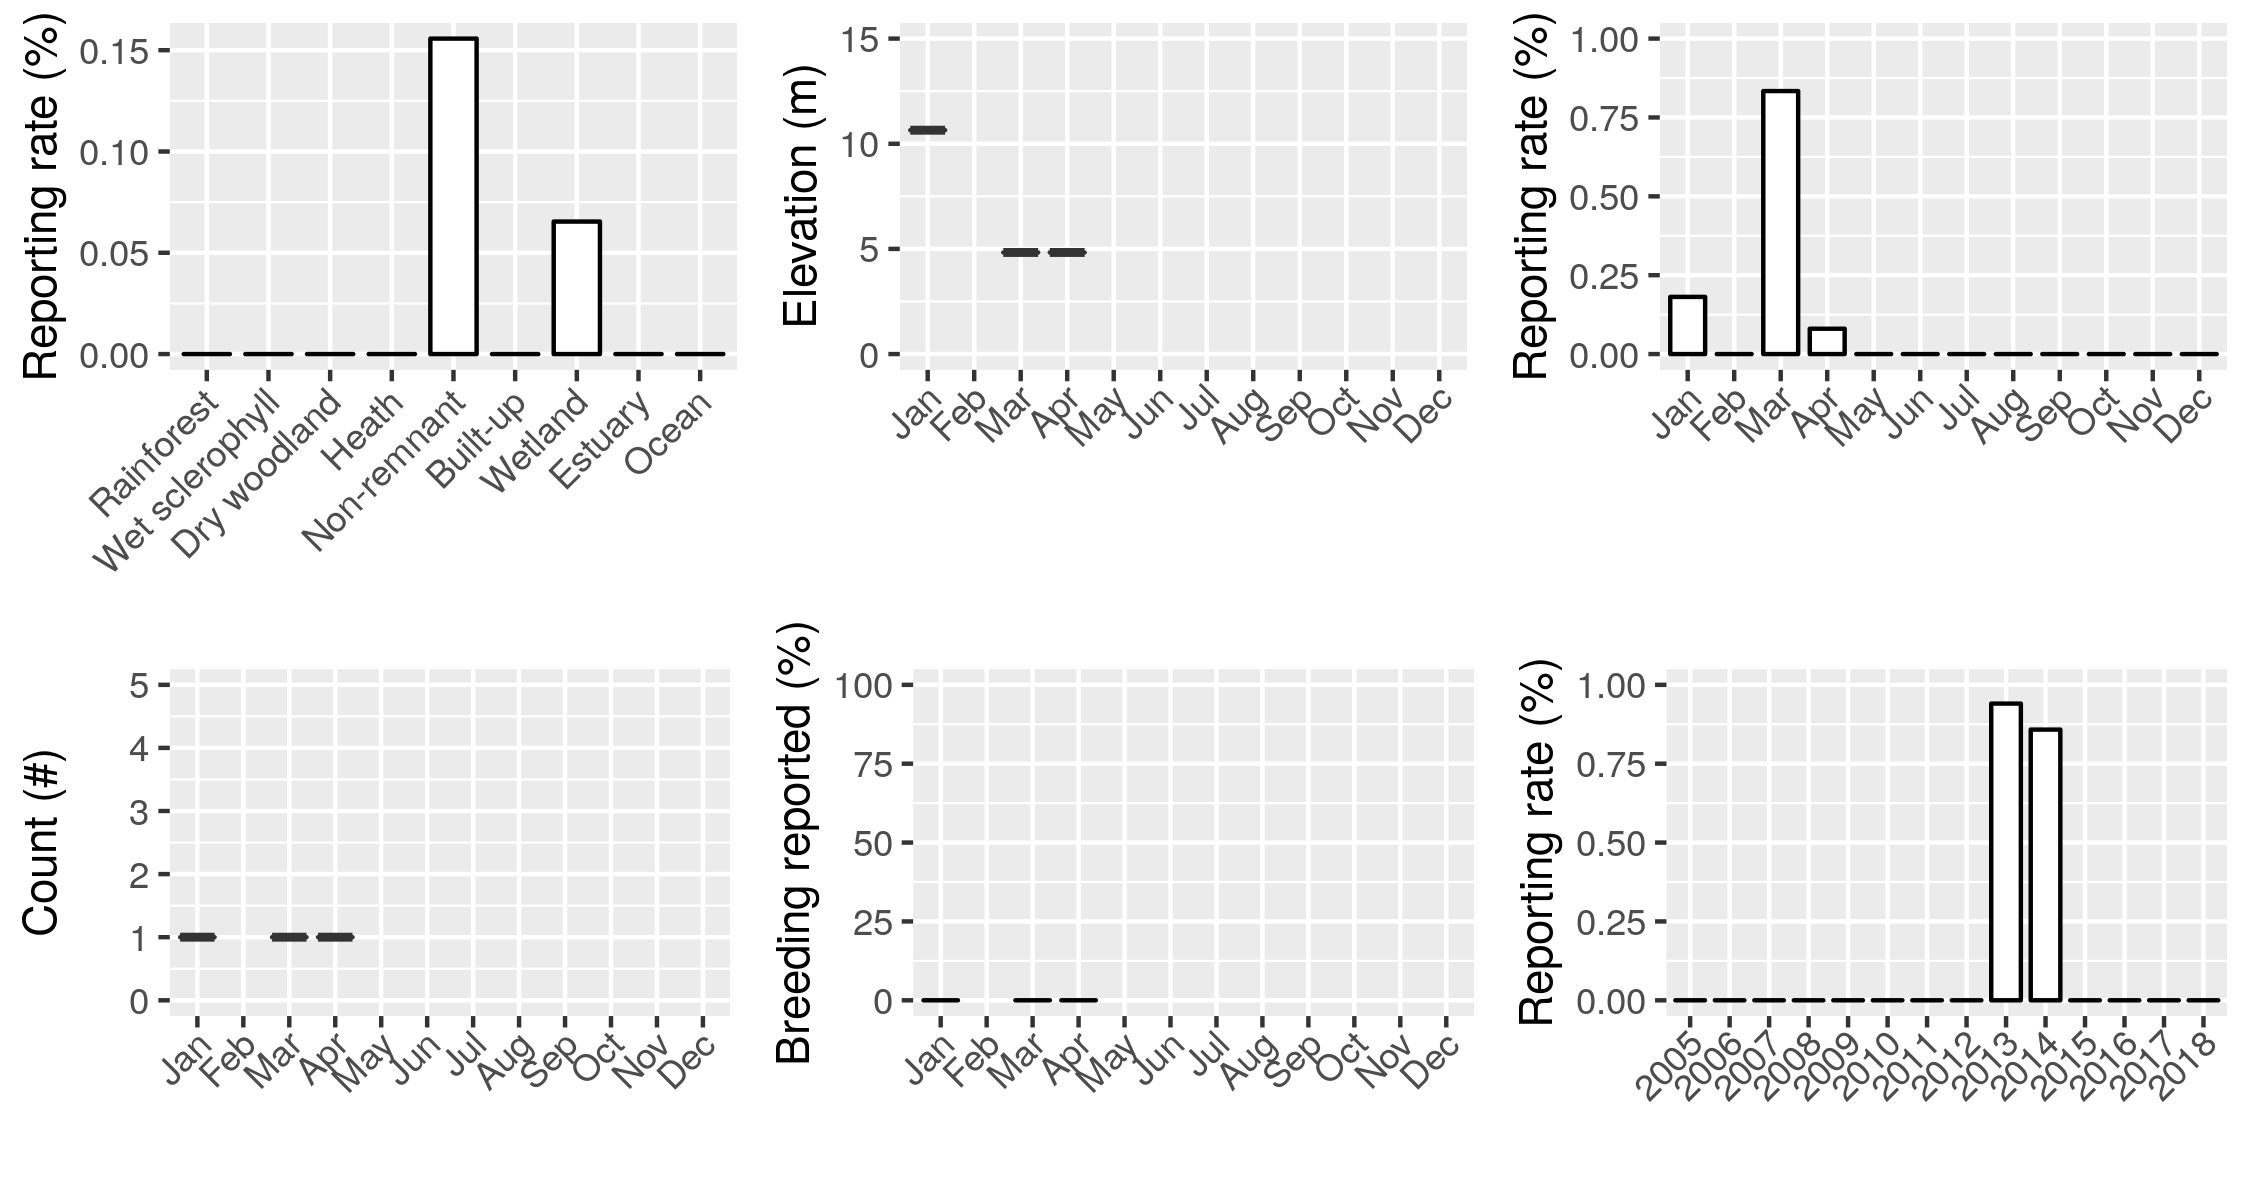 Reporting rate (%)
0.15
0.10
0.05
0.00
Rainforest
Wet sclerophyll
Dry woodland
Heath
Non-remnant
Built-up
Wetland
Estuary
Ocean
Elevation (m)
15
10
5
0
Jan
Feb
Mar
Apr
May
Jun
Jul
Aug
Sep
Oct
Nov
Dec
Reporting rate (%)
1.00
0.75
0.50
0.25
0.00
Jan
Feb
Mar
Apr
May
Jun
Jul
Aug
Sep
Oct
Nov
Dec
Count (#)
5
4
3
2
1
0
Jan
Feb
Mar
Apr
May
Jun
Jul
Aug
Sep
Oct
Nov
Dec
Breeding reported (%)
100
75
50
25
0
Jan
Feb
Mar
Apr
May
Jun
Jul
Aug
Sep
Oct
Nov
Dec
Reporting rate (%)
1.00
0.75
0.50
0.25
0.00
2005
2006
2007
2008
2009
2010
2011
2012
2013
2014
2015
2016
2017
2018